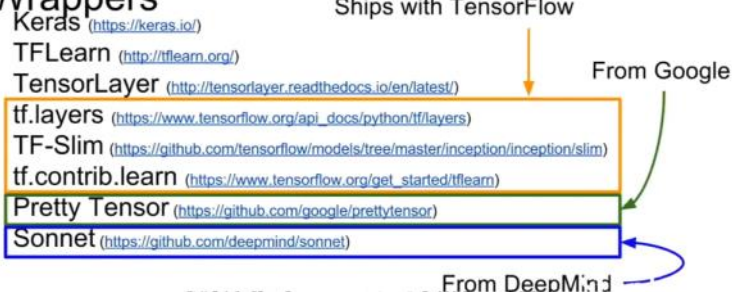 Wrappers
Ships with TensorFlow
Keras (https://keras.io/)
TFLearn (http://tflearn.org/)
TensorLayer (http://tensorlayer.readthedocs.io/en/latest/)
From Google
tf.layers (https://www.tensorflow.org/api_docs/python/tf/layers)
TF-Slim (https://github.com/tensorflow/models/tree/master/inception/inception/slim)
tf.contrib.learn (https://www.tensorflow.org/get_started/tflearn)
Pretty Tensor (https://github.com/google/prettytensor)
Sonnet (https://github.com/deepmind/sonnet)
From DeepMind